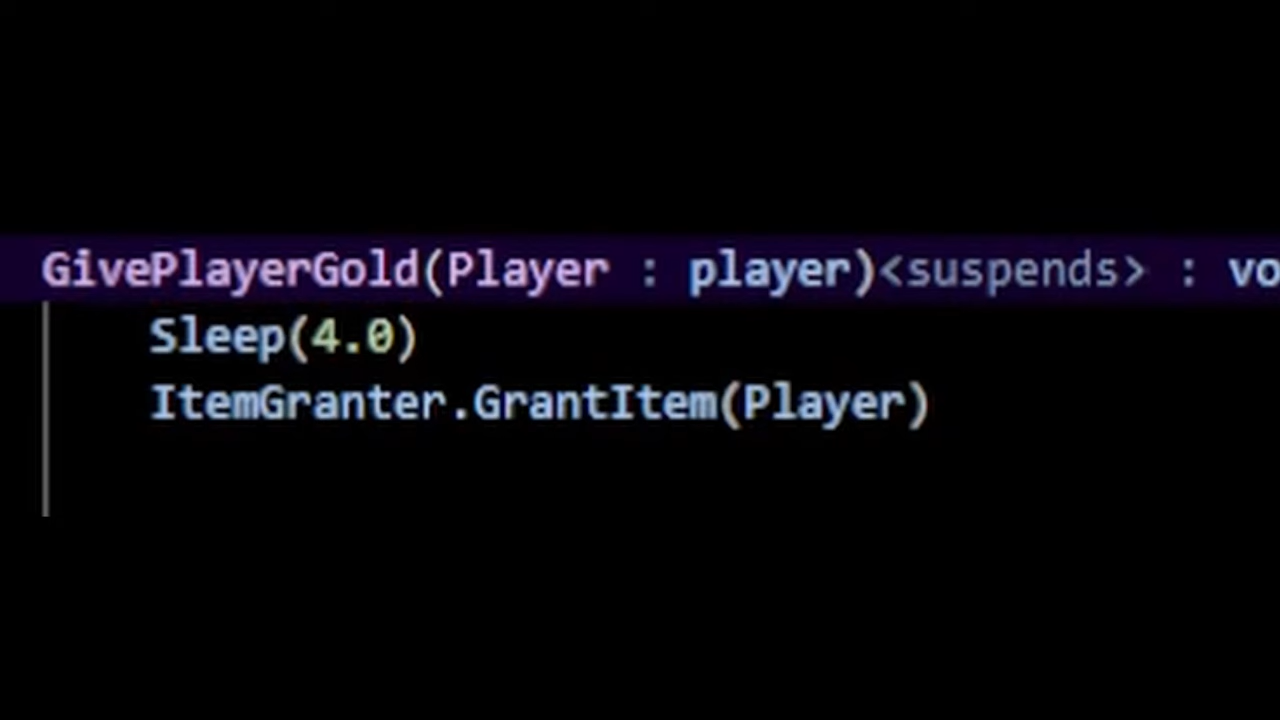 GivePlayerGold(Player : player)<suspends> : vo
Sleep(4.0)
ItemGranter.GrantItem(Player)